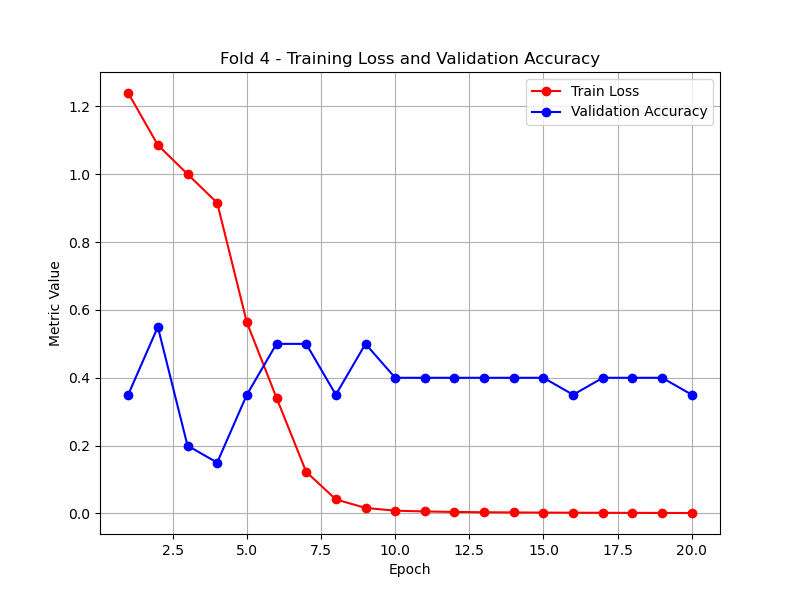 Fold 4 - Training Loss and Validation Accuracy
Train Loss
Validation Accuracy
1.2
1.0
0.8
0.6
0.4
0.2
0.0
Metric Value
2.5 5.0 7.5 10.0 12.5 15.0 17.5 20.0
Epoch